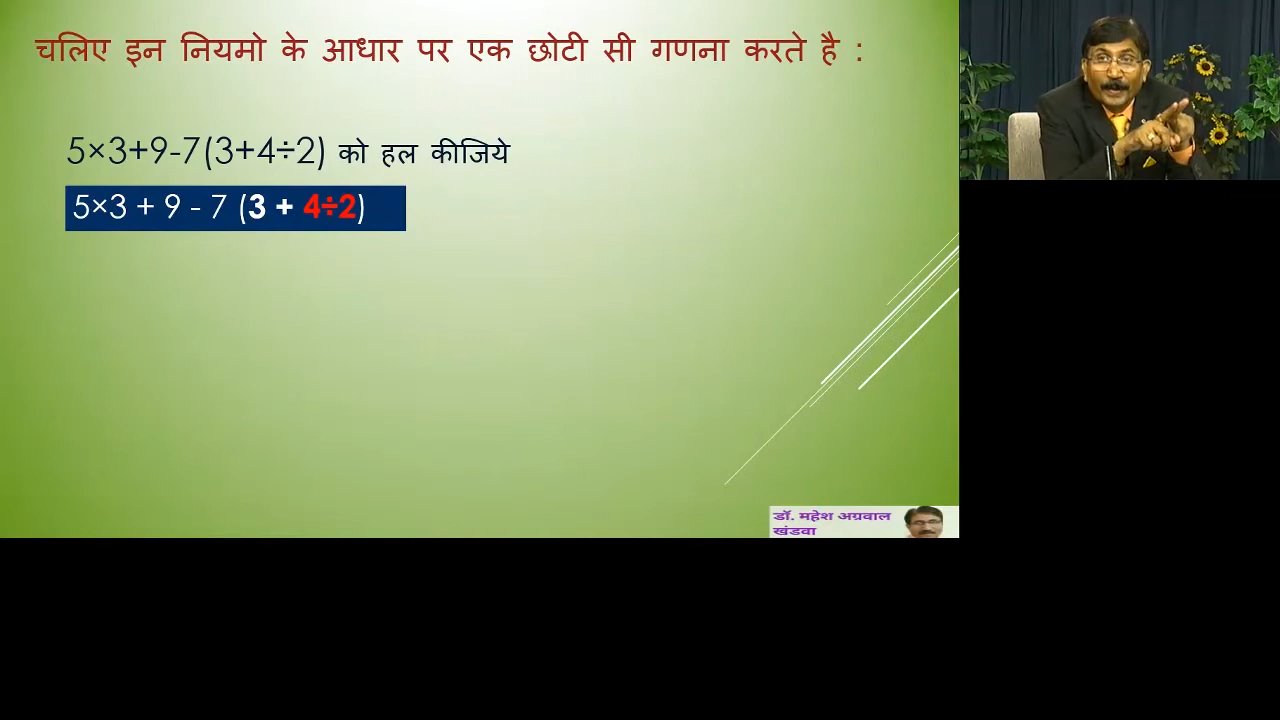 चलिए इन नियमो के आधार पर एक छोटी सी गणना करते है :
5×3+9-7(3+4÷2) को हल कीजिये
5×3 + 9 - 7 (3 + 4÷2)
डॉ. महेश अग्रवाल
खंडवा